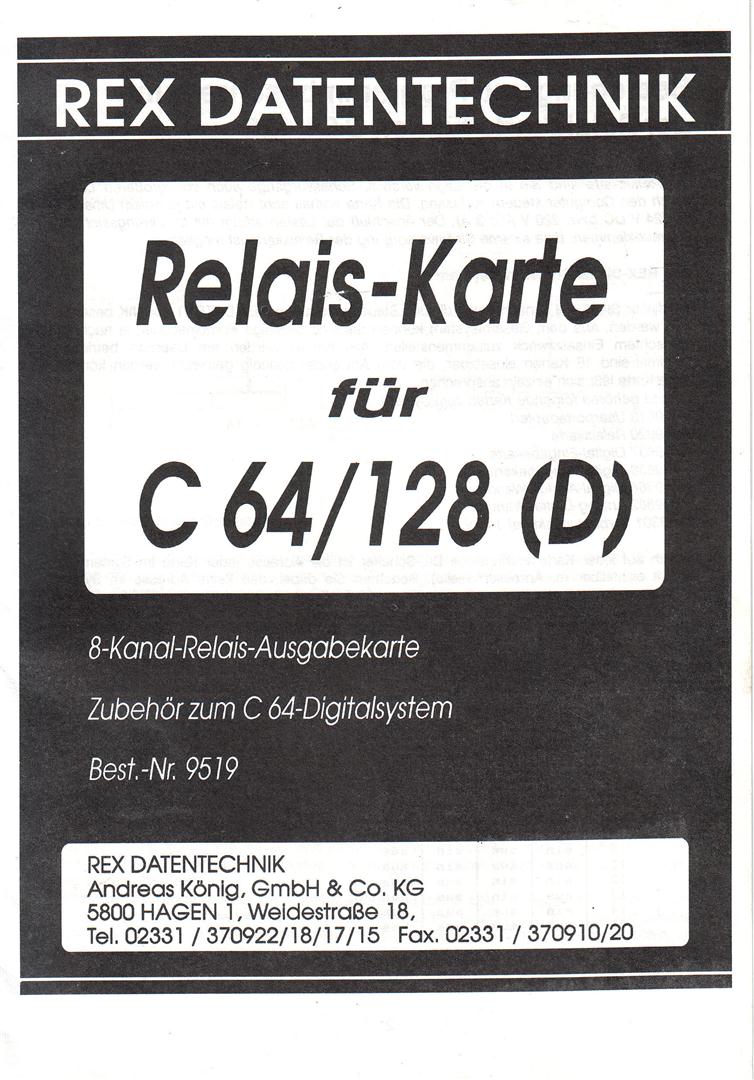 REX DATENTECHNIK
Relais-Karte
für
C 64/128 (D)
8-Kanal-Relais-Ausgabekarte
Zubehör zum C 64-Digitalsystem
Best.-Nr. 9519
REX DATENTECHNIK
Andreas König, GmbH & Co. KG
5800 HAGEN 1, Weidestraße 18,
Tel. 02331 / 370922/18/17/15 Fax. 02331 / 370910/20